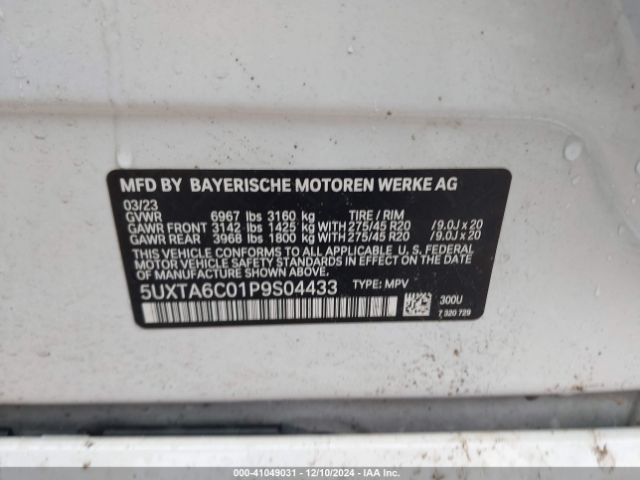 MFD BY BAYERISCHE MOTOREN WERKE AG
03/23
GVWR 6967 lbs 3160 kg TIRE / RIM
GAWR FRONT 3142 lbs 1425 kg WITH 275/45 R20 /9.0J x 20
GAWR REAR 3968 lbs 1800 kg WITH 275/45 R20 /9.0J x 20
THIS VEHICLE CONFORMS TO ALL APPLICABLE U.S. FEDERAL
MOTOR VEHICLE SAFETY STANDARDS IN EFFECT ON THE DATE
OF MANUFACTURE SHOWN ABOVE.
5UXTA6C01P9S04433 TYPE: MPV
300U
7 320 729
000-41049031 - 12/10/2024 - IAA Inc.